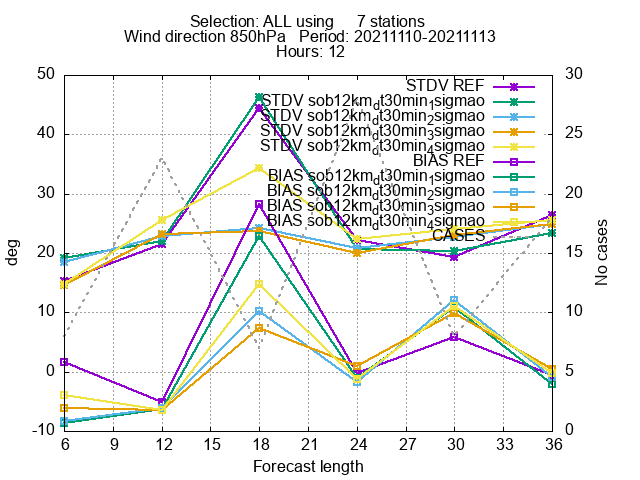 Selection: ALL using 7 stations
Wind direction 850hPa Period: 20211110-20211113
Hours: 12
50
40
30
20
10
0
-10
deg
30
25
20
15
10
5
0
No cases
STDV REF
STDV sob12km_dt30min_1sigmao
STDV sob12km_dt30min_2sigmao
STDV sob12km_dt30min_3sigmao
STDV sob12km_dt30min_4sigmao
BIAS REF
BIAS sob12km_dt30min_1sigmao
BIAS sob12km_dt30min_2sigmao
BIAS sob12km_dt30min_3sigmao
BIAS sob12km_dt30min_4sigmao
CASES
6 9 12 15 18 21 24 27 30 33 36
Forecast length